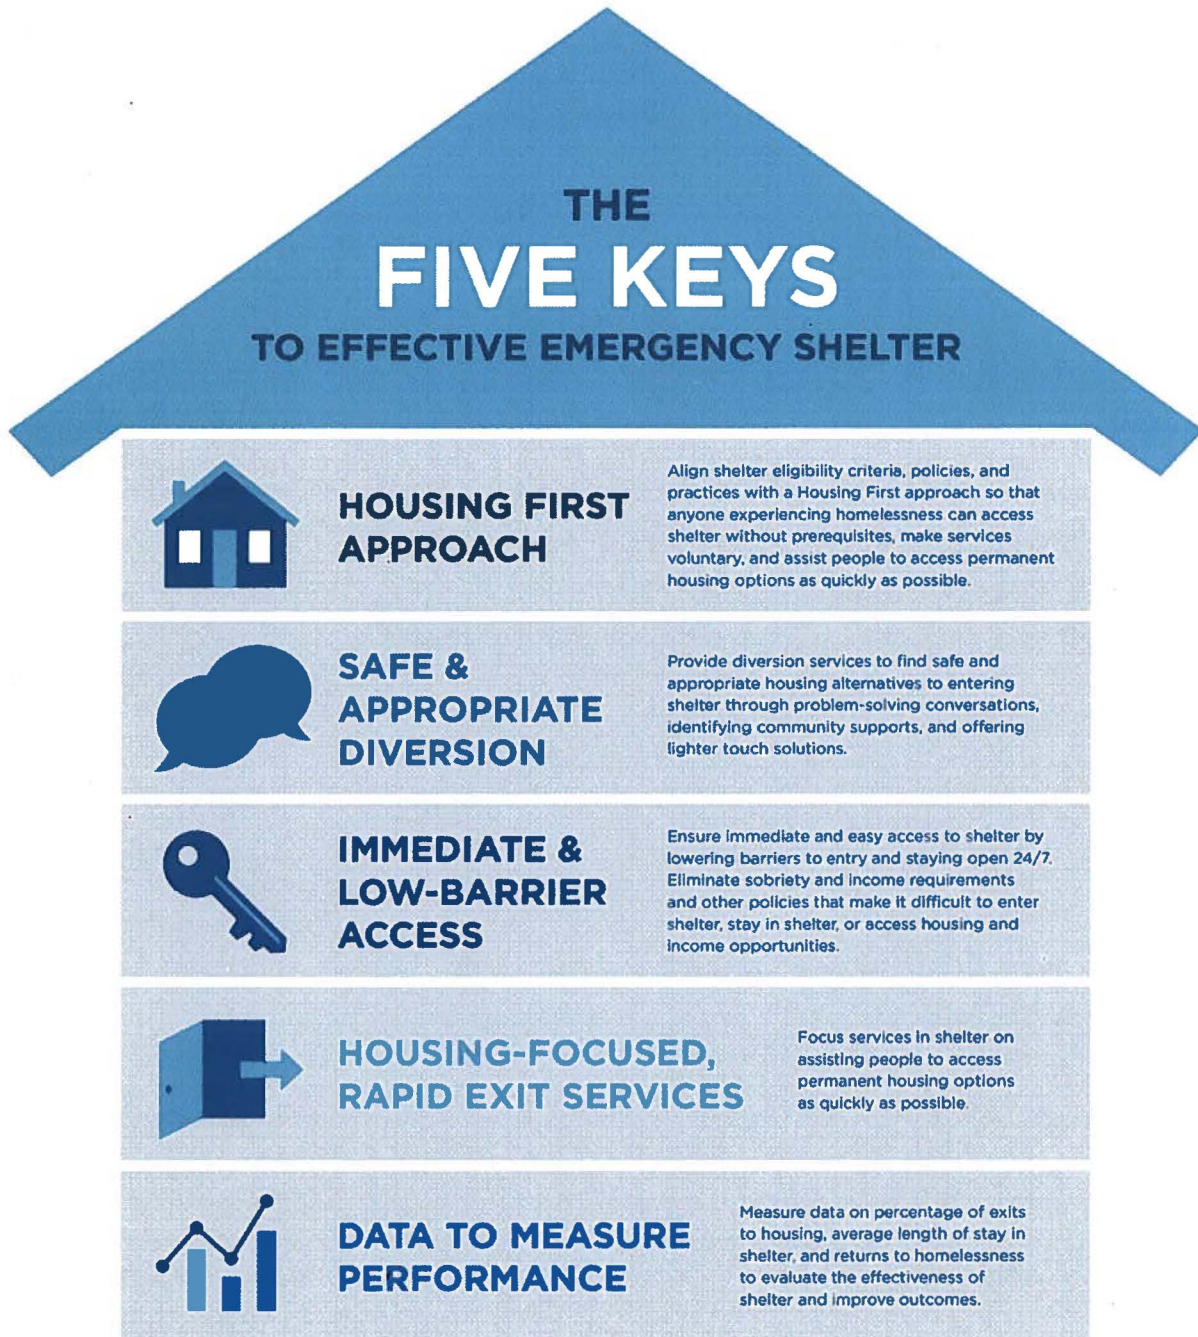 THE
FIVE KEYS
TO EFFECTIVE EMERGENCY SHELTER
HOUSING FIRST
APPROACH
Align shelter eligibility criteria, policies, and
practices with a Housing First approach so that
anyone experiencing homelessness can access
shelter without prerequisites, make services
voluntary, and assist people to access permanent
housing options as quickly as possible.
SAFE &
APPROPRIATE
DIVERSION
Provide diversion services to find safe and
appropriate housing alternatives to entering
shelter through problem-solving conversations,
identifying community supports, and offering
lighter touch solutions.
IMMEDIATE &
LOW-BARRIER
ACCESS
Ensure immediate and easy access to shelter by
lowering barriers to entry and staying open 24/7.
Eliminate sobriety and income requirements
and other policies that make it difficult to enter
shelter, stay in shelter, or access housing and
income opportunities.
HOUSING-FOCUSED,
RAPID EXIT SERVICES
Focus services in shelter on
assisting people to access
permanent housing options
as quickly as possible.
DATA TO MEASURE
PERFORMANCE
Measure data on percentage of exits
to housing, average length of stay in
shelter, and returns to homelessness
to evaluate the effectiveness of
shelter and improve outcomes.